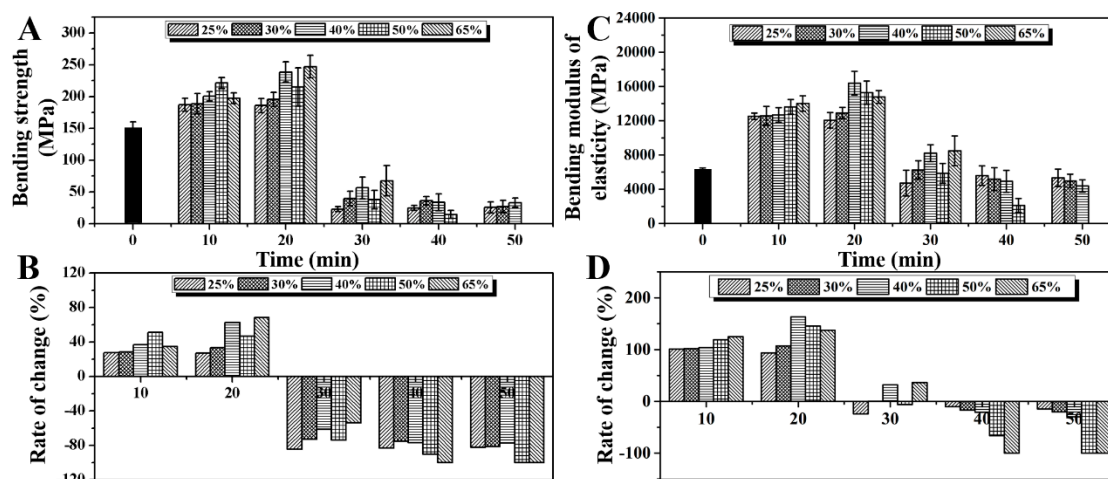 A
Bending strength
(MPa)
300
250
200
150
100
50
0
25% 30% 40% 50% 65%
0 10 20 30 40 50
Time (min)
B
Rate of change (%)
120
80
40
0
-40
-80
120
25% 30% 40% 50% 65%
10 20 30 40 50
C
Bending modulus of
elasticity (MPa)
24000
20000
16000
12000
8000
4000
0
25% 30% 40% 50% 65%
0 10 20 30 40 50
Time (min)
D
Rate of change (%)
200
100
0
-100
25% 30% 40% 50% 65%
10 20 30 40 50